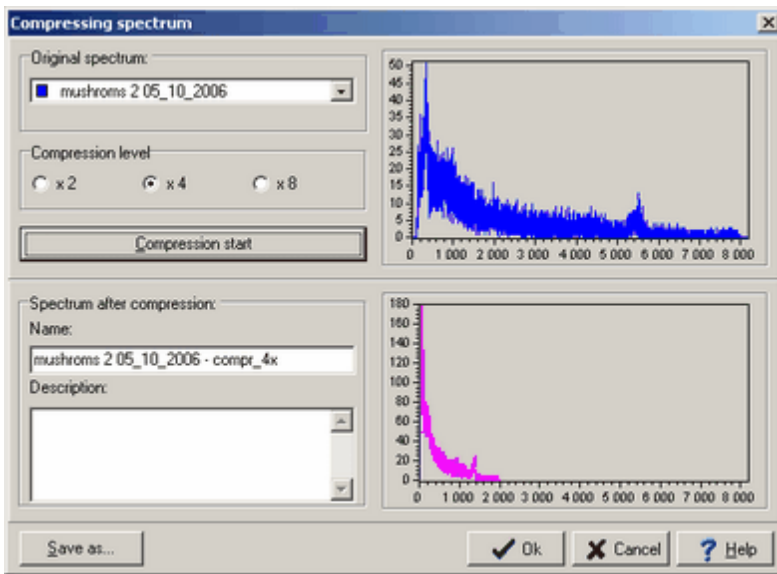 Compressing spectrum
Original spectrum:
mushroms 2 05_10_2006
Compression level
x 2
x 4
x 8
Compression start
50
45
40
35
30
25
20
15
10
5
0
0 1 000 2 000 3 000 4 000 5 000 6 000 7 000 8 000
Spectrum after compression:
Name:
mushroms 2 05_10_2006 - compr_4x
Description:
180
160
140
120
100
80
60
40
20
0
0 1 000 2 000 3 000 4 000 5 000 6 000 7 000 8 000
Save as...
Ok
Cancel
Help